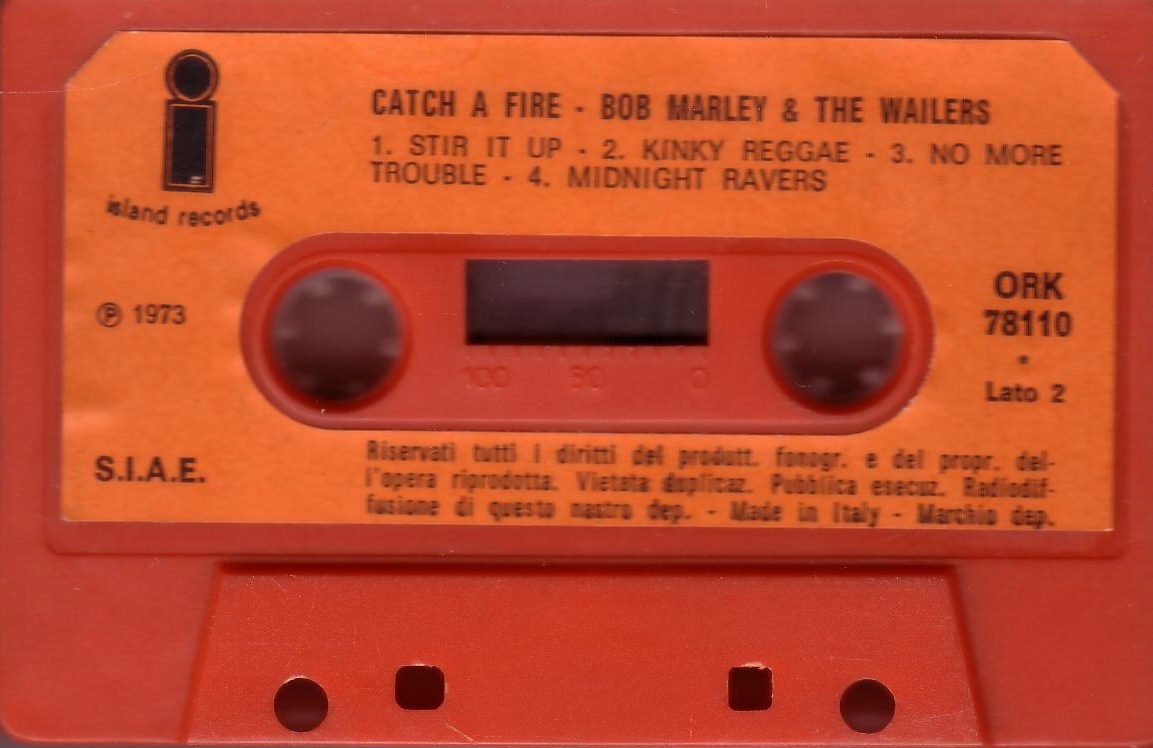 CATCH A FIRE - BOB MARLEY & THE WAILERS
1. STIR IT UP - 2. KINKY REGGAE - 3. NO MORE
TROUBLE - 4. MIDNIGHT RAVERS
island records
℗ 1973
ORK
78110
*
Lato 2
100 50 0
S.I.A.E.
Riservati tutti i diritti del produtt. fonogr. e del propr. del-
l'opera riprodotta. Vietata duplicaz. Pubblica esecuz. Radiodif-
fusione di questo nastro dep. - Made in Italy - Marchio dep.